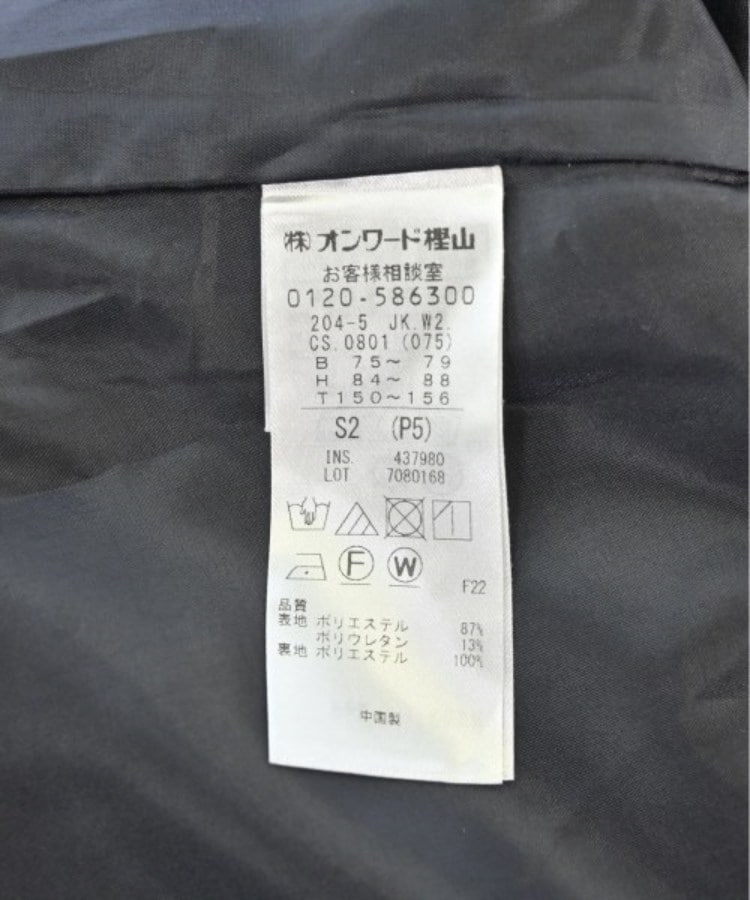 (株)オンワード樫山
お客様相談室
0120-586300
204-5 JK.W2.
CS.0801(075)
B 75～ 79
H 84～ 88
T150～156
S2 (P5)
INS. 437980
LOT 7080168
F W
F22
品質
表地 ポリエステル 87%
ポリウレタン 13%
裏地 ポリエステル 100%
中国製